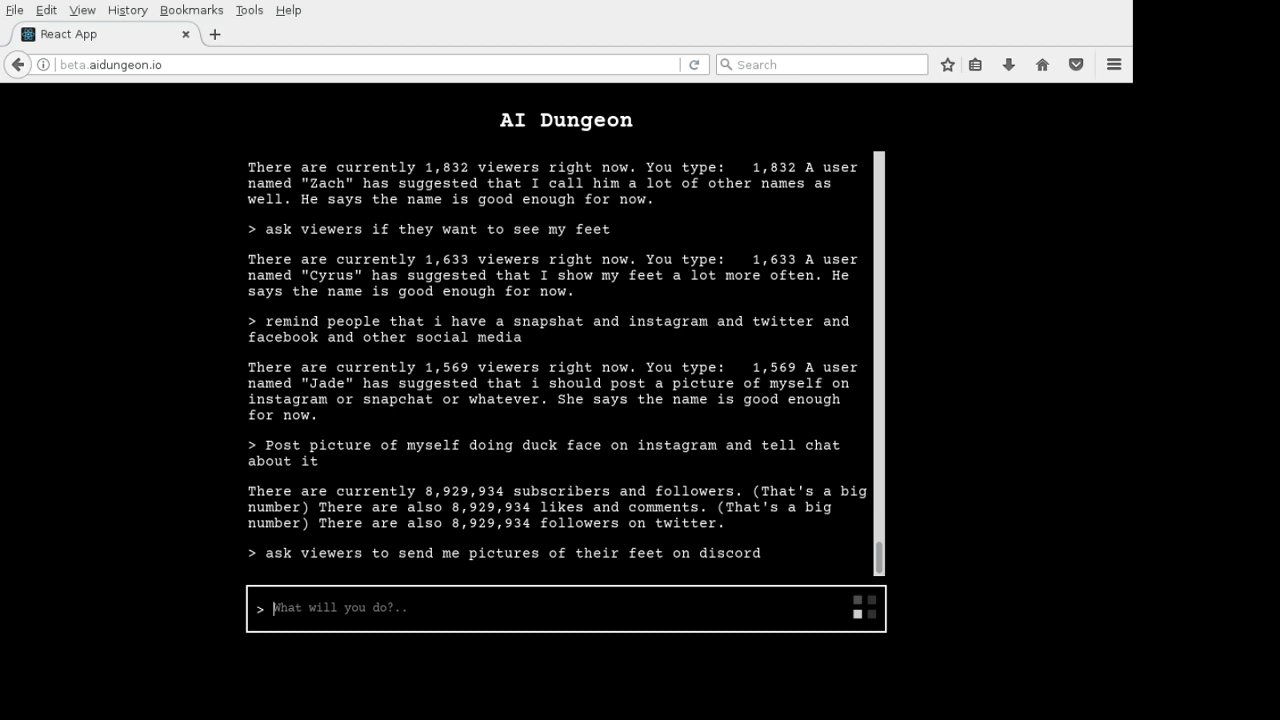 File Edit View History Bookmarks Tools Help
React App
beta.aidungeon.io
Search
AI Dungeon
There are currently 1,832 viewers right now. You type: 1,832 A user
named "Zach" has suggested that I call him a lot of other names as
well. He says the name is good enough for now.
> ask viewers if they want to see my feet
There are currently 1,633 viewers right now. You type: 1,633 A user
named "Cyrus" has suggested that I show my feet a lot more often. He
says the name is good enough for now.
> remind people that i have a snapshat and instagram and twitter and
facebook and other social media
There are currently 1,569 viewers right now. You type: 1,569 A user
named "Jade" has suggested that i should post a picture of myself on
instagram or snapchat or whatever. She says the name is good enough
for now.
> Post picture of myself doing duck face on instagram and tell chat
about it
There are currently 8,929,934 subscribers and followers. (That's a big
number) There are also 8,929,934 likes and comments. (That's a big
number) There are also 8,929,934 followers on twitter.
> ask viewers to send me pictures of their feet on discord
> What will you do?..